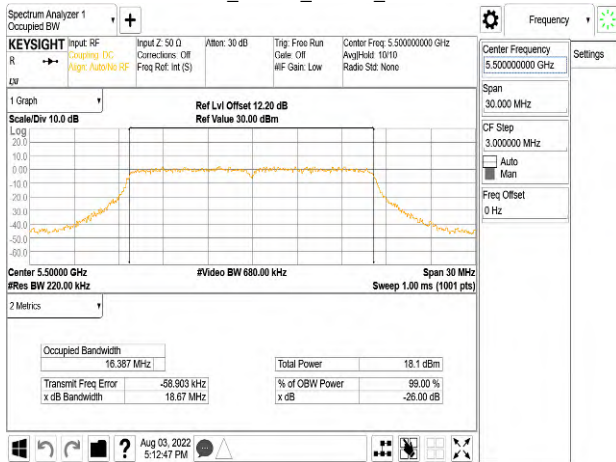 Spectrum Analyzer 1
Occupied BW
Frequency
KEYSIGHT
R
Input: RF
Coupling: DC
Align: Auto/No RF
Input Z: 50 Ω
Corrections: Off
Freq Ref: Int (S)
Atten: 30 dB
Trig: Free Run
Gate: Off
#IF Gain: Low
Center Freq: 5.500000000 GHz
Avg|Hold: 10/10
Radio Std: None
Center Frequency
5.500000000 GHz
Settings
Span
30.000 MHz
CF Step
3.000000 MHz
Auto
Man
Freq Offset
0 Hz
1 Graph
Scale/Div 10.0 dB
Ref Lvl Offset 12.20 dB
Ref Value 30.00 dBm
Log
20.0
10.0
0.00
-10.0
-20.0
-30.0
-40.0
-50.0
-60.0
Center 5.50000 GHz
#Res BW 220.00 kHz
#Video BW 680.00 kHz
Span 30 MHz
Sweep 1.00 ms (1001 pts)
2 Metrics
Occupied Bandwidth
16.387 MHz
Total Power 18.1 dBm
Transmit Freq Error -58.903 kHz
% of OBW Power 99.00 %
x dB Bandwidth 18.67 MHz
x dB -26.00 dB
?
Aug 03, 2022
5:12:47 PM